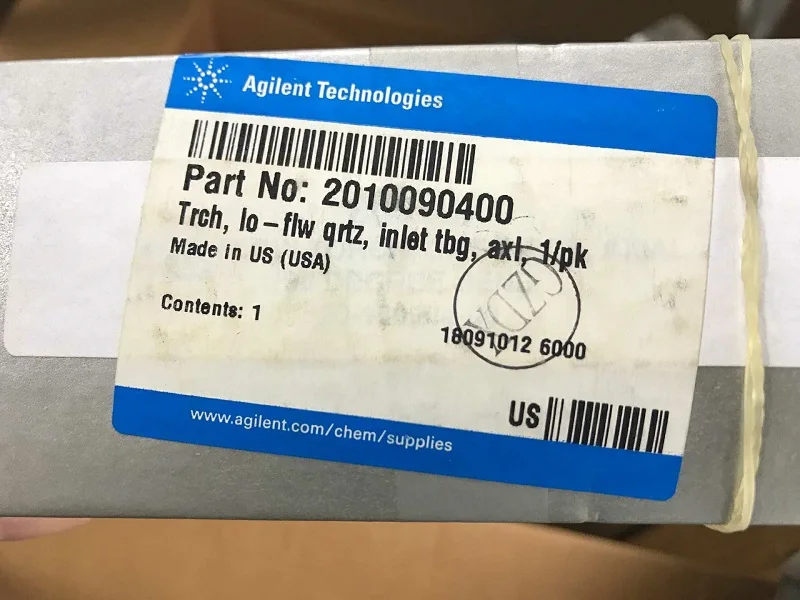 Agilent Technologies
Part No: 2010090400
Trch, lo-flw qrtz, inlet tbg, axl, 1/pk
Made in US (USA)
Contents: 1
18091012 6000
US
www.agilent.com/chem/supplies